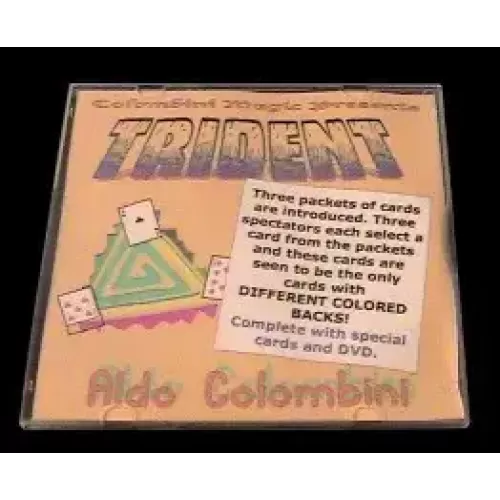 Colombini Magic Presents
TRIDENT
Three packets of cards
are introduced. Three
spectators each select a
card from the packets
and these cards are
seen to be the only
cards with
DIFFERENT COLORED
BACKS!
Complete with special
cards and DVD.
Aldo Colombini